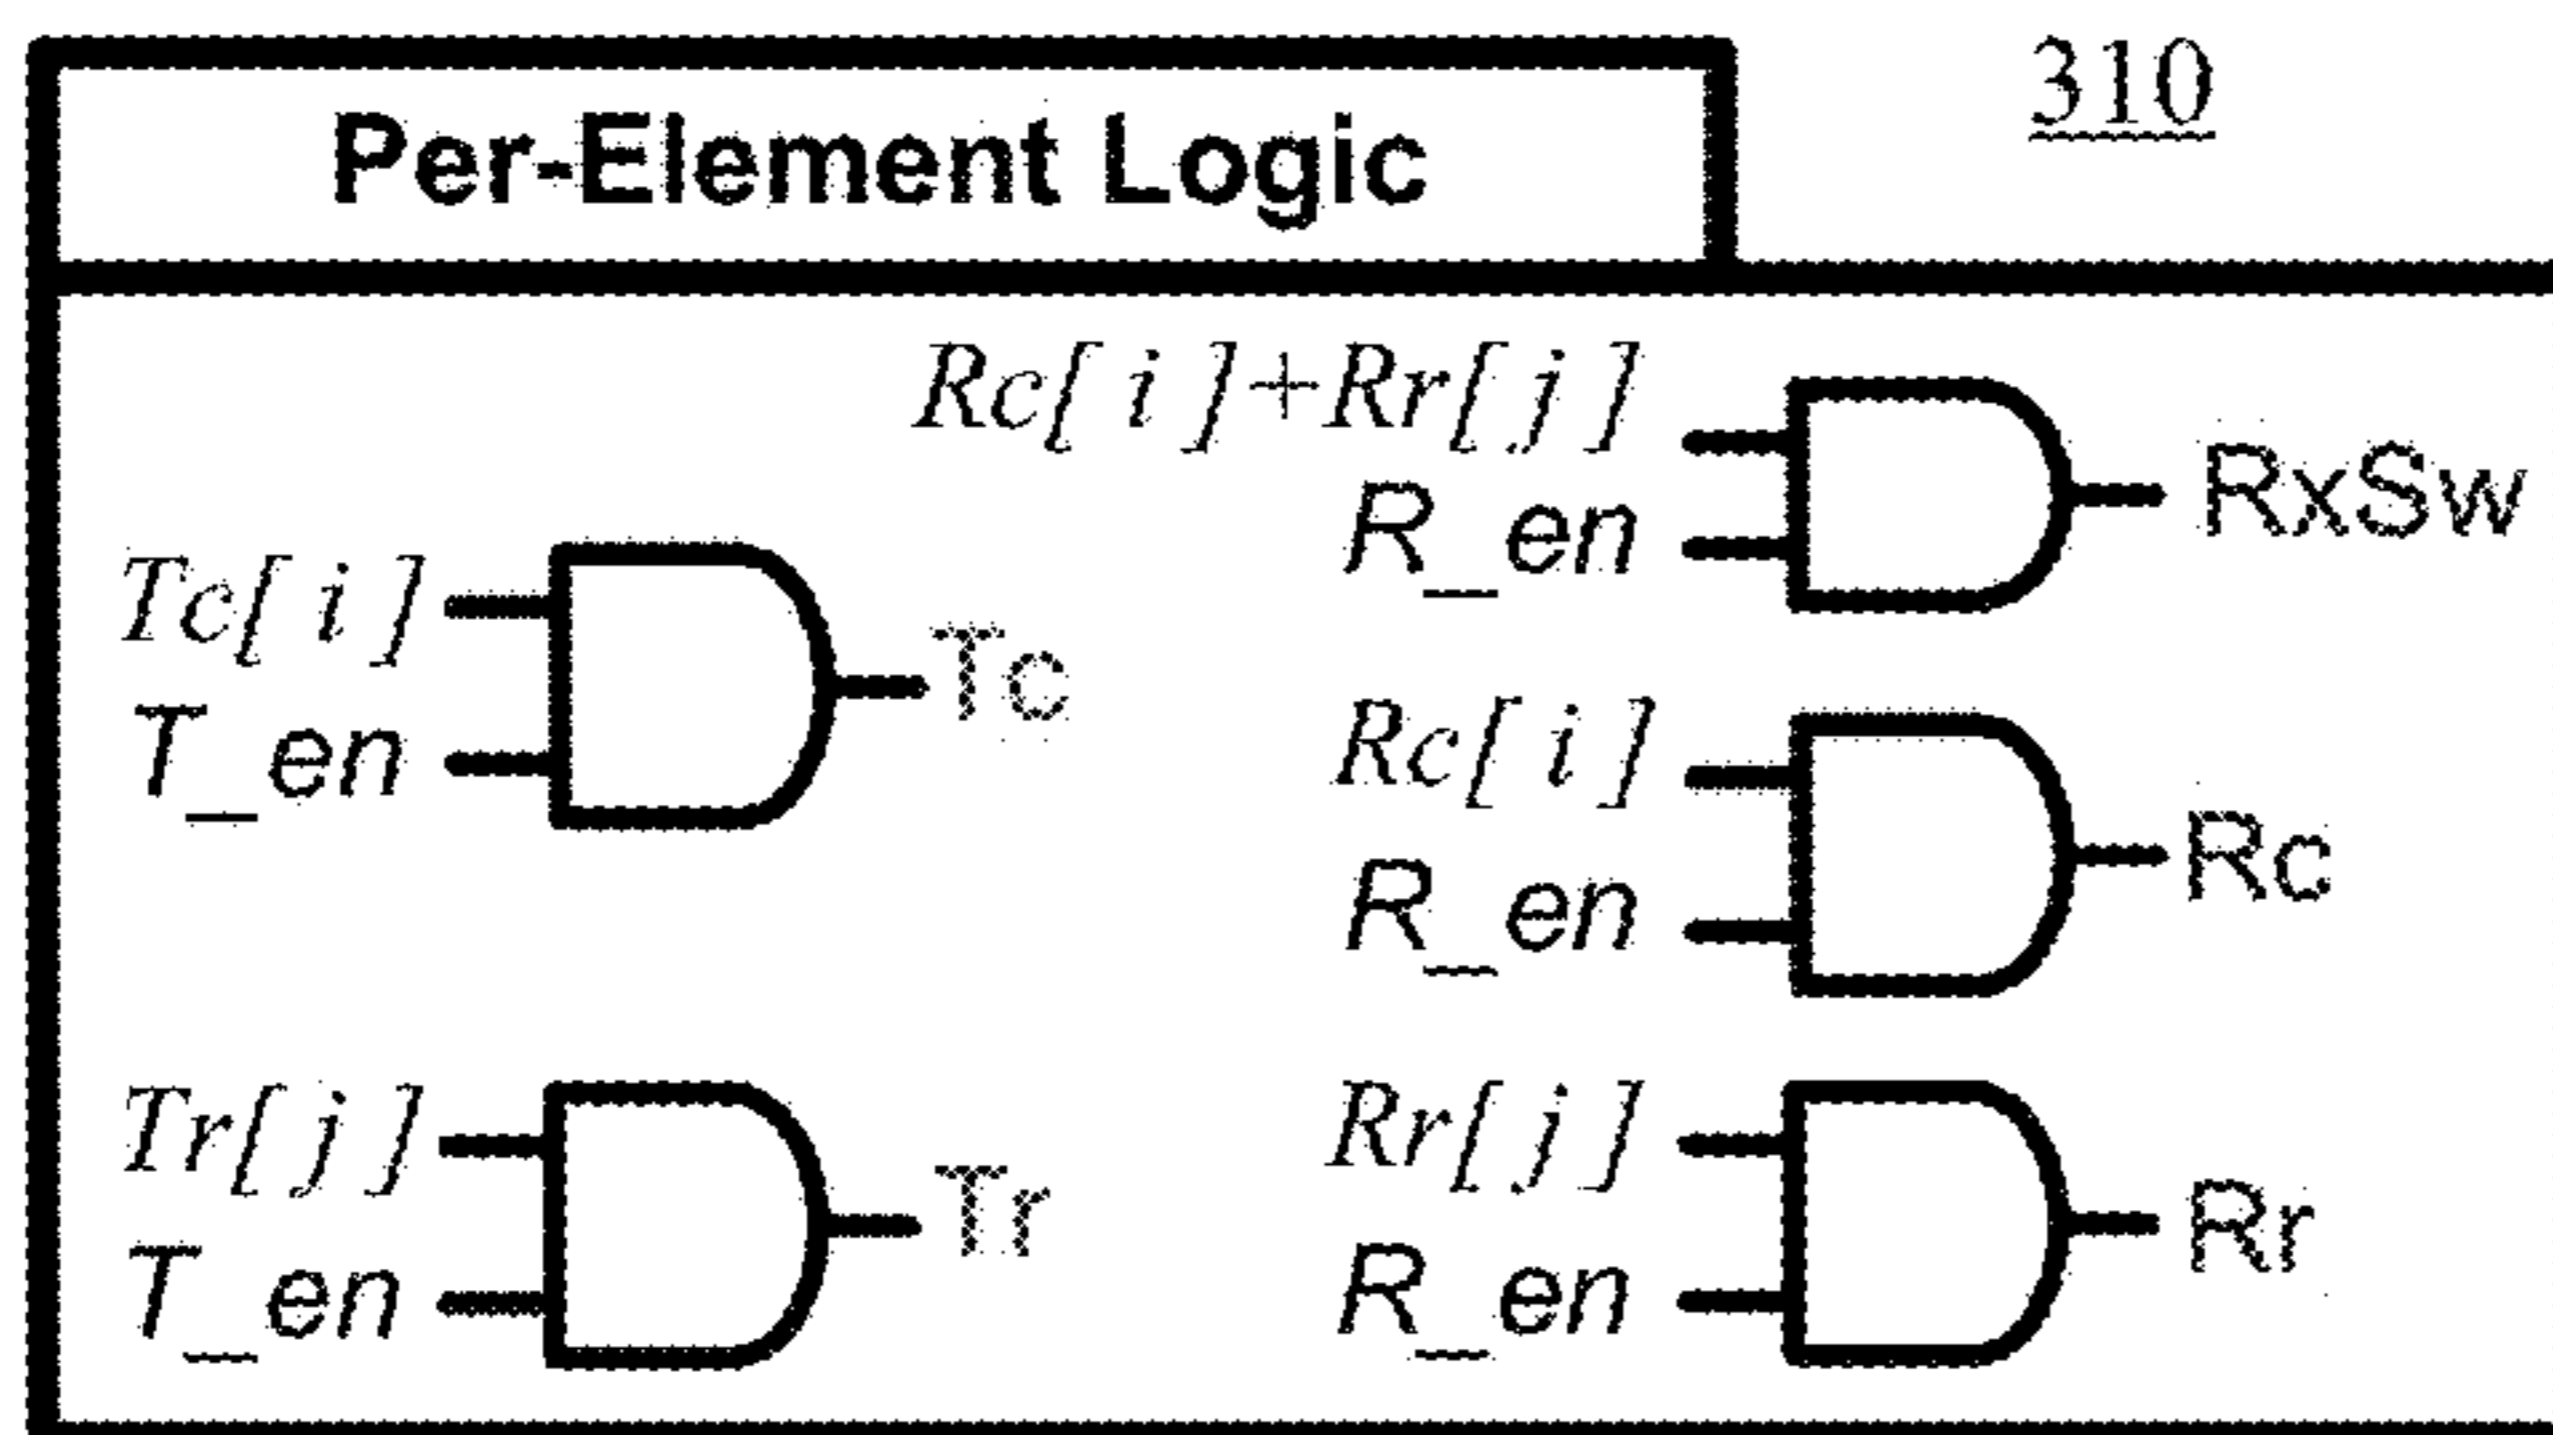 Per-Element Logic
310
Rc[ i ]+Rr[ j ]
R_en
RxSw
Tc[ i ]
T_en
Tc
Rc[ i ]
R_en
Rc
Tr[ j ]
T_en
Tr
Rr[ j ]
R_en
Rr